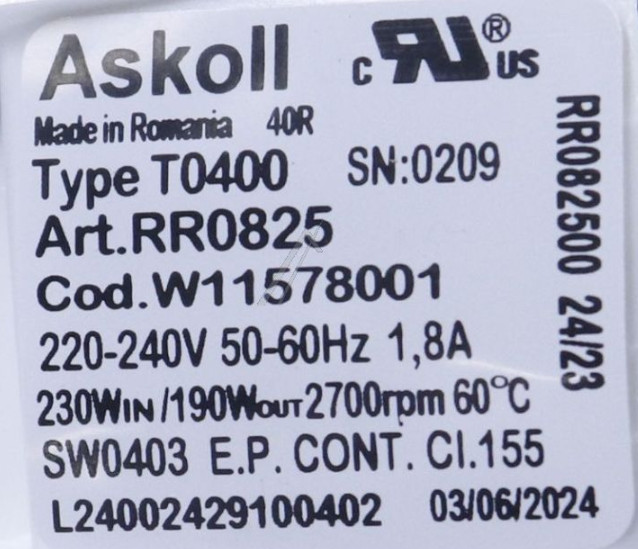 Askoll
c RU ® US
Made in Romania 40R
Type T0400 SN:0209
Art.RR0825
Cod.W11578001
220-240V 50-60Hz 1,8A
230WIN/190WOUT 2700rpm 60°C
SW0403 E.P. CONT. Cl.155
L24002429100402 03/06/2024
RR082500 24/23